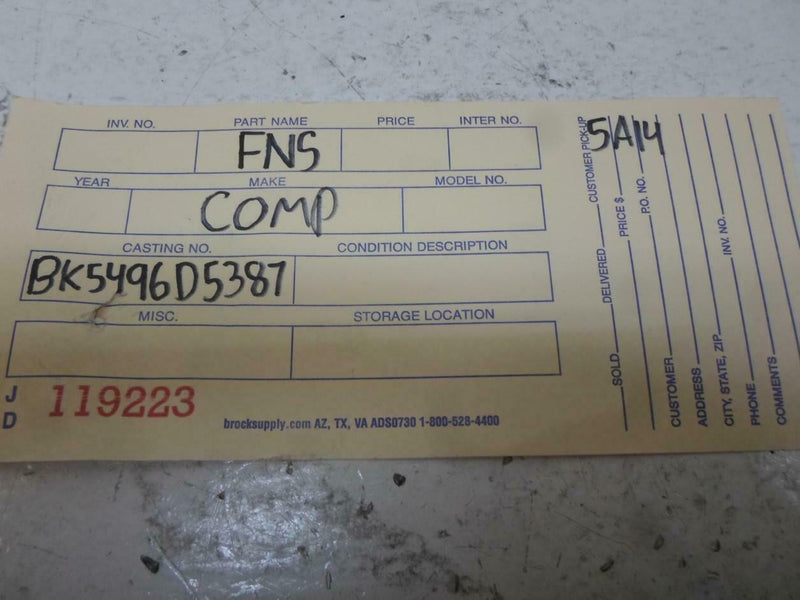 INV. NO. PART NAME PRICE INTER NO.
FNS
YEAR MAKE MODEL NO.
COMP
CASTING NO. CONDITION DESCRIPTION
BK5496D5387
MISC. STORAGE LOCATION
J
D
119223
brocksupply.com AZ, TX, VA ADS0730 1-800-528-4400
5A14
SOLD DELIVERED CUSTOMER PICK-UP
PRICE $
P.O. NO.
CUSTOMER
ADDRESS
CITY, STATE, ZIP INV. NO.
PHONE
COMMENTS